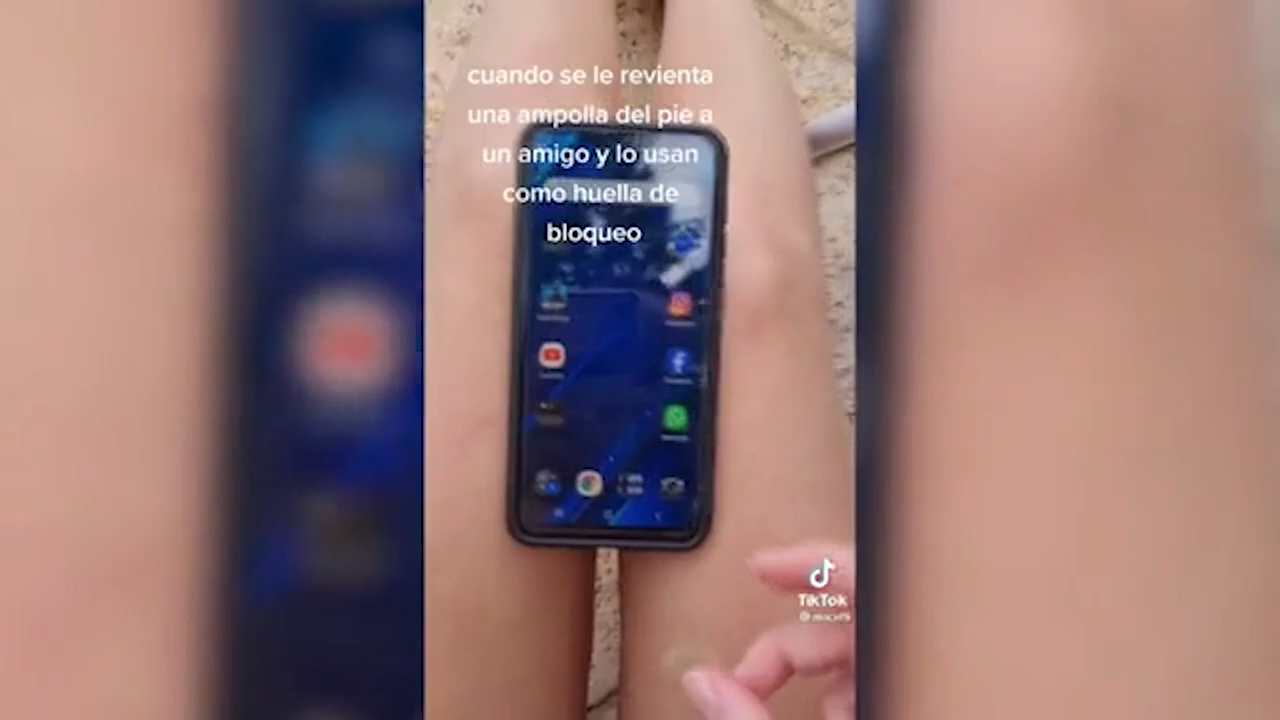 cuando se le revienta
una ampolla del pie a
un amigo y lo usan
como huella de
bloqueo
TikTok